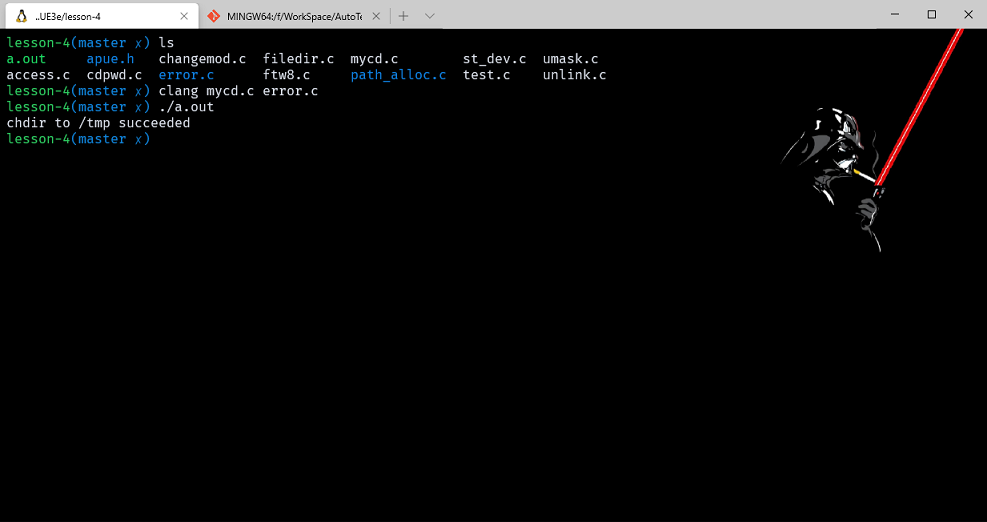 ..UE3e/lesson-4
MINGW64:/f/WorkSpace/AutoTe
lesson-4(master ✗) ls
a.out     apue.h   changemod.c  filedir.c  mycd.c        st_dev.c  umask.c
access.c  cdpwd.c  error.c      ftw8.c     path_alloc.c  test.c    unlink.c
lesson-4(master ✗) clang mycd.c error.c
lesson-4(master ✗) ./a.out
chdir to /tmp succeeded
lesson-4(master ✗)